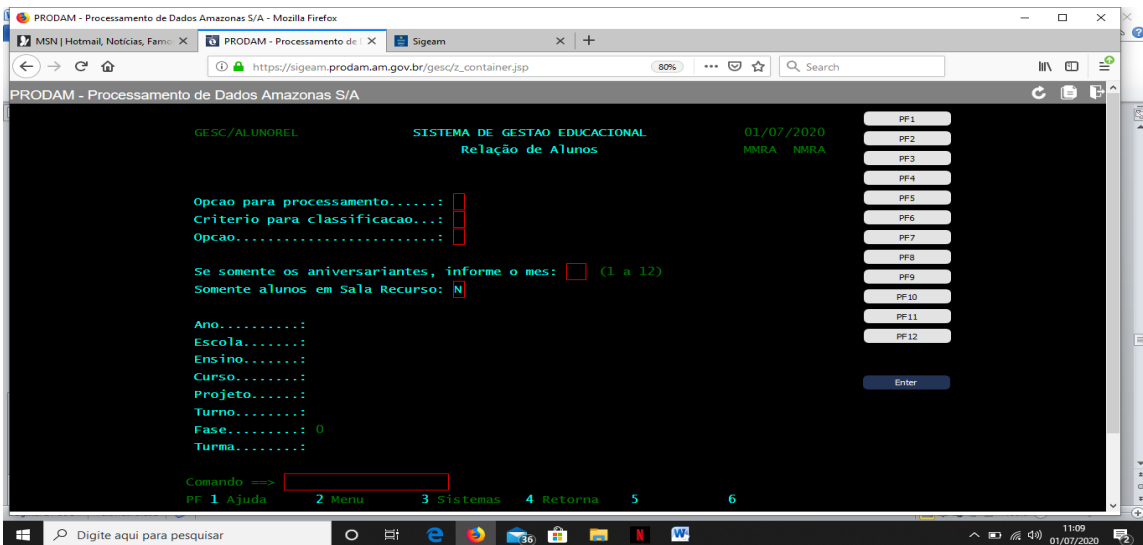 PRODAM - Processamento de Dados Amazonas S/A - Mozilla Firefox
MSN | Hotmail, Notícias, Famo
PRODAM - Processamento de
Sigeam
https://sigeam.prodam.am.gov.br/gesc/z_container.jsp
80%
Search
PRODAM - Processamento de Dados Amazonas S/A
GESC/ALUNOREL SISTEMA DE GESTAO EDUCACIONAL 01/07/2020
Relação de Alunos MMRA NMRA
Opcao para processamento......:
Criterio para classificacao...:
Opcao.........................:
Se somente os aniversariantes, informe o mes: (1 a 12)
Somente alunos em Sala Recurso: N
Ano..........:
Escola.......:
Ensino.......:
Curso........:
Projeto......:
Turno........:
Fase.........: 0
Turma........:
Comando ==>
PF 1 Ajuda 2 Menu 3 Sistemas 4 Retorna 5 6
PF1
PF2
PF3
PF4
PF5
PF6
PF7
PF8
PF9
PF10
PF11
PF12
Enter
Digite aqui para pesquisar
36
11:09
01/07/2020
2